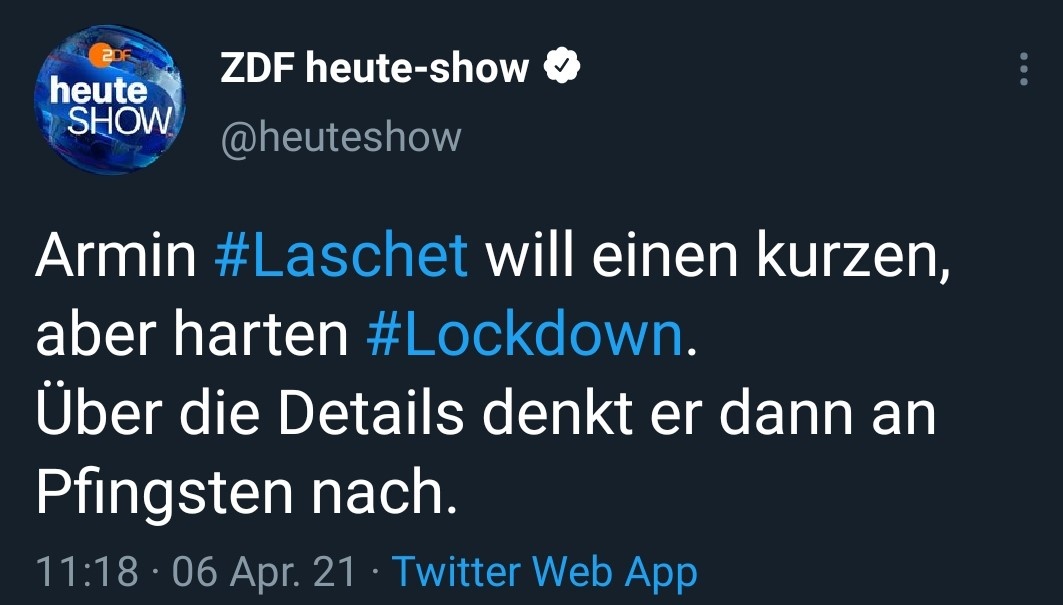 ZDF
heute
SHOW
ZDF heute-show
@heuteshow
Armin #Laschet will einen kurzen,
aber harten #Lockdown.
Über die Details denkt er dann an
Pfingsten nach.
11:18 · 06 Apr. 21 · Twitter Web App